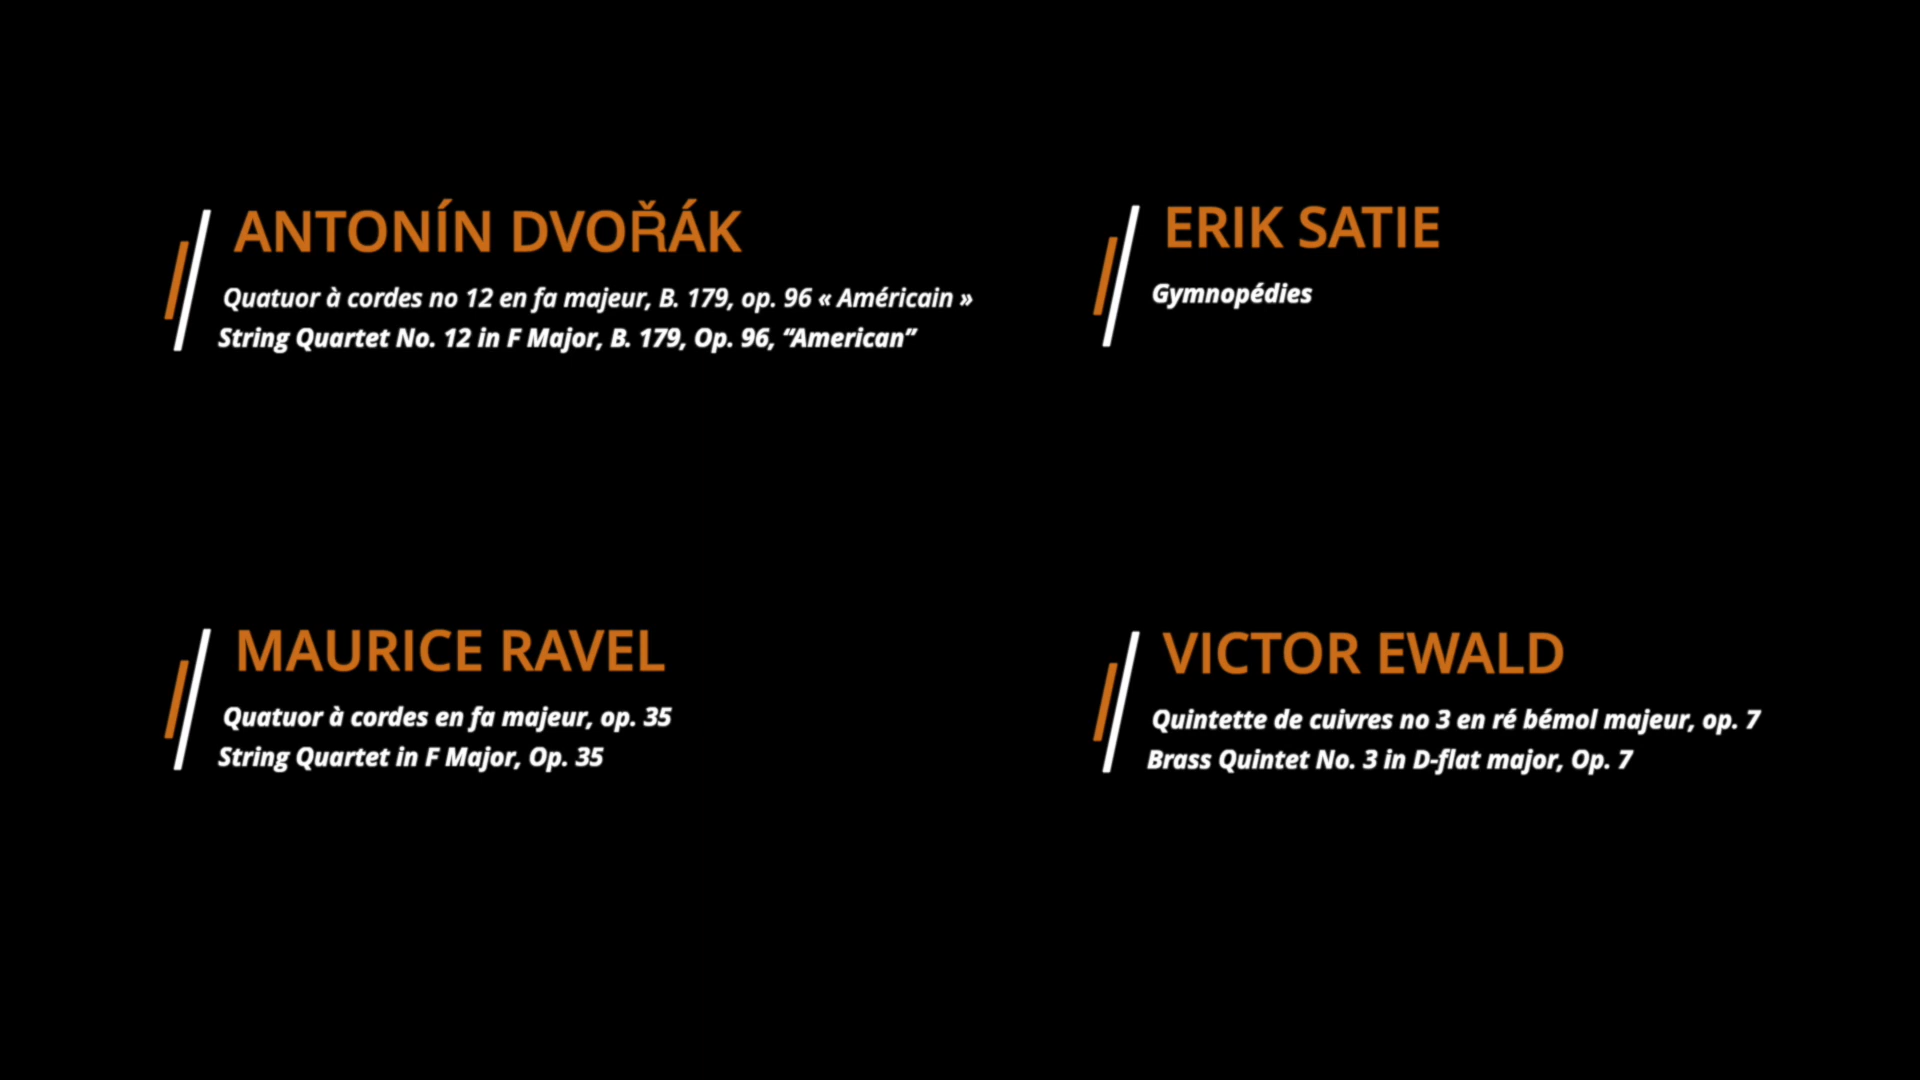 ANTONÍN DVOŘÁK
Quatuor à cordes no 12 en fa majeur, B. 179, op. 96 « Américain »
String Quartet No. 12 in F Major, B. 179, Op. 96, “American”
ERIK SATIE
Gymnopédies
MAURICE RAVEL
Quatuor à cordes en fa majeur, op. 35
String Quartet in F Major, Op. 35
VICTOR EWALD
Quintette de cuivres no 3 en ré bémol majeur, op. 7
Brass Quintet No. 3 in D-flat major, Op. 7